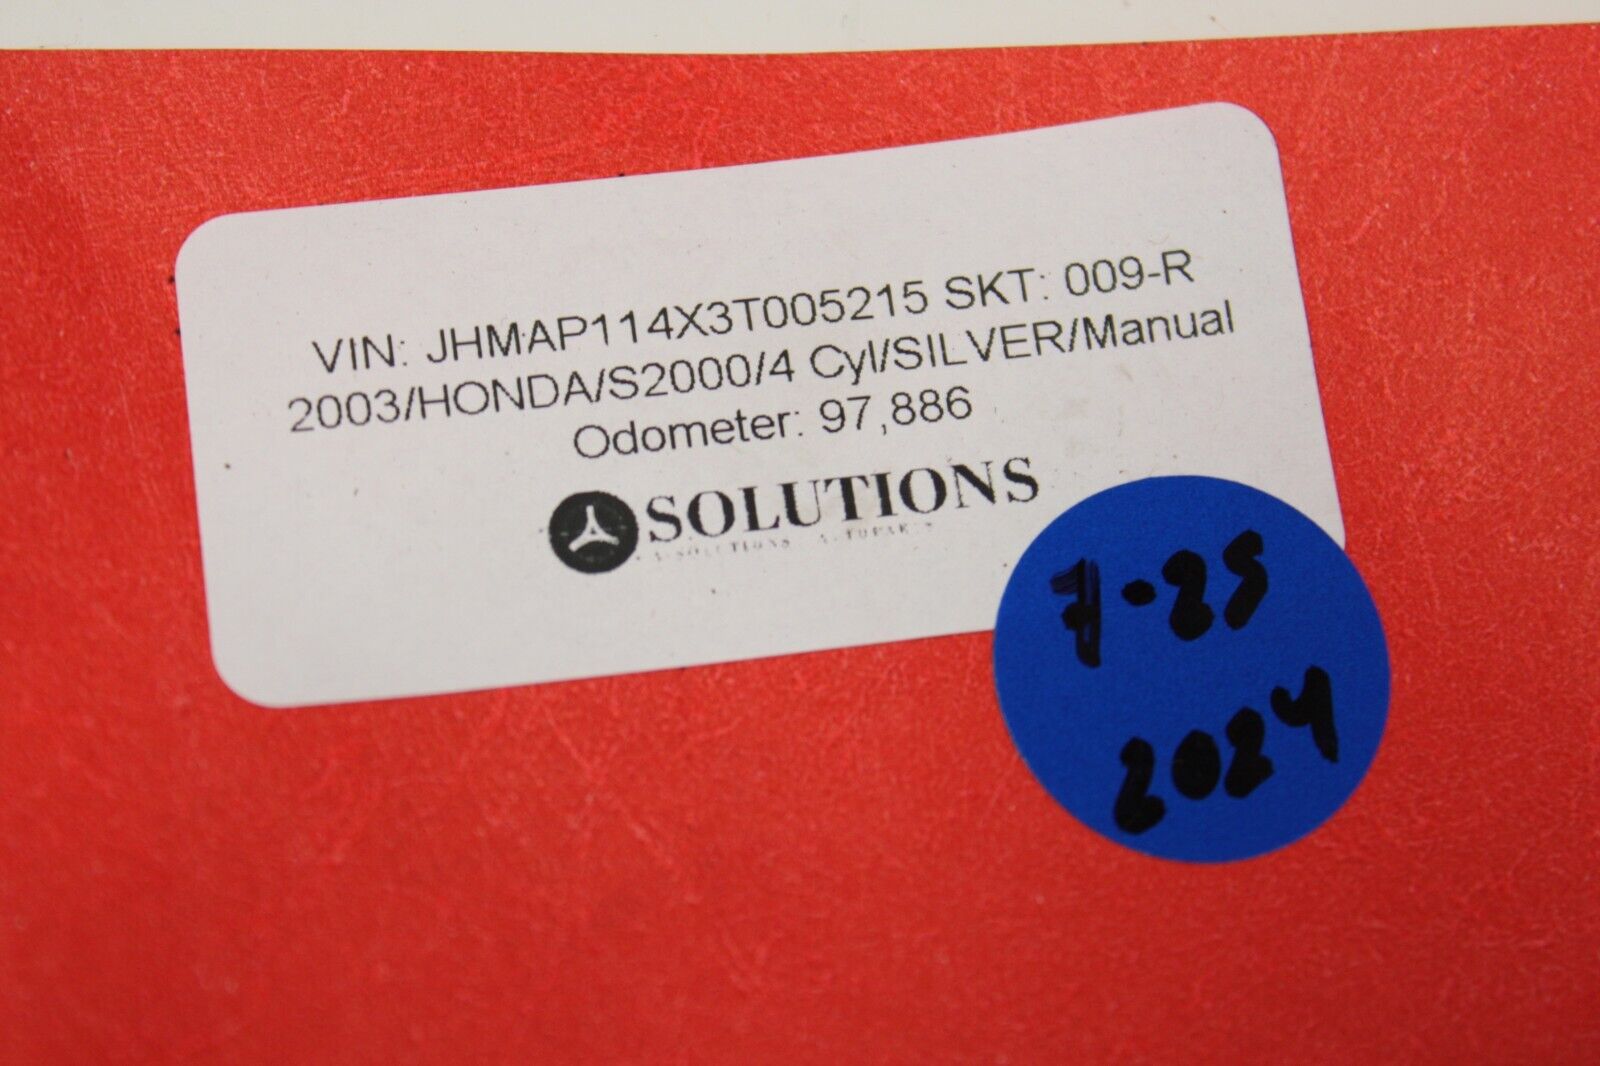 VIN: JHMAP114X3T005215 SKT: 009-R
2003/HONDA/S2000/4 Cyl/SILVER/Manual
Odometer: 97,886
SOLUTIONS
7-25
2024